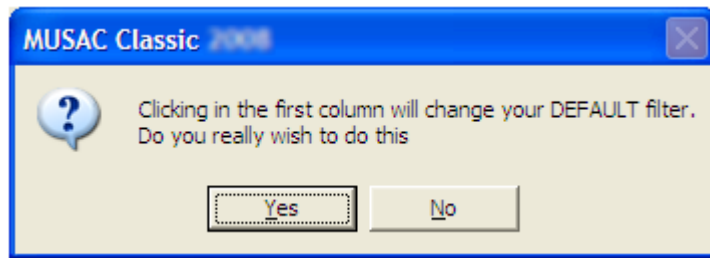 MUSAC Classic
Clicking in the first column will change your DEFAULT filter.
Do you really wish to do this
Yes No